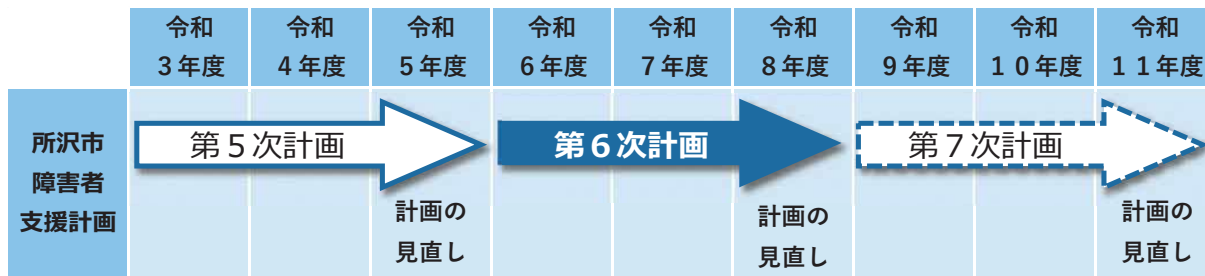 令和 令和 令和 令和 令和 令和 令和 令和 令和
３年度 ４年度 ５年度 ６年度 ７年度 ８年度 ９年度 １０年度 １１年度
所沢市
障害者
支援計画
第５次計画 第６次計画 第７次計画
計画の 計画の 計画の
見直し 見直し 見直し